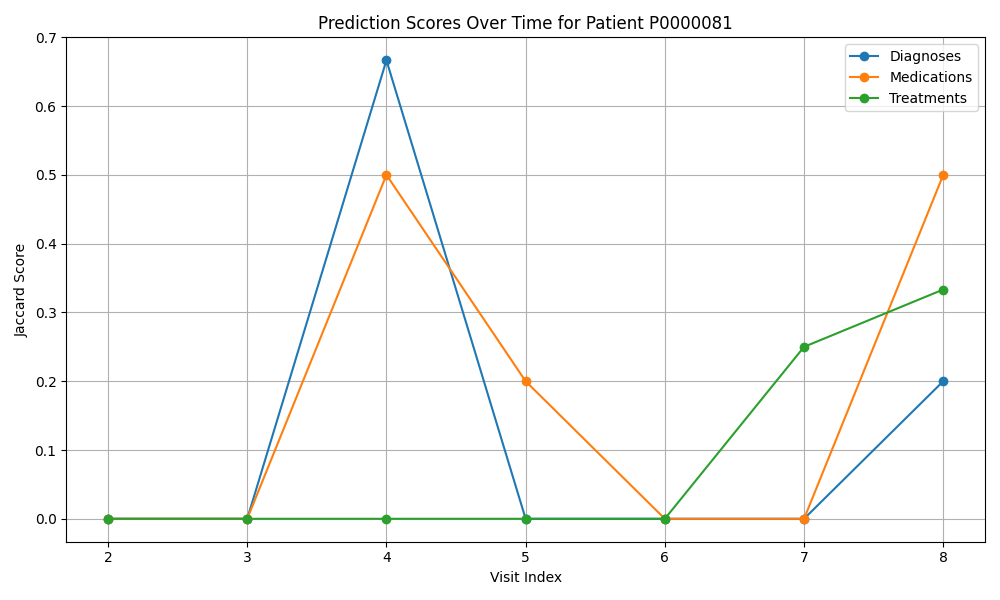 Prediction Scores Over Time for Patient P0000081
Diagnoses
Medications
Treatments
Jaccard Score
0.7
0.6
0.5
0.4
0.3
0.2
0.1
0.0
2 3 4 5 6 7 8
Visit Index